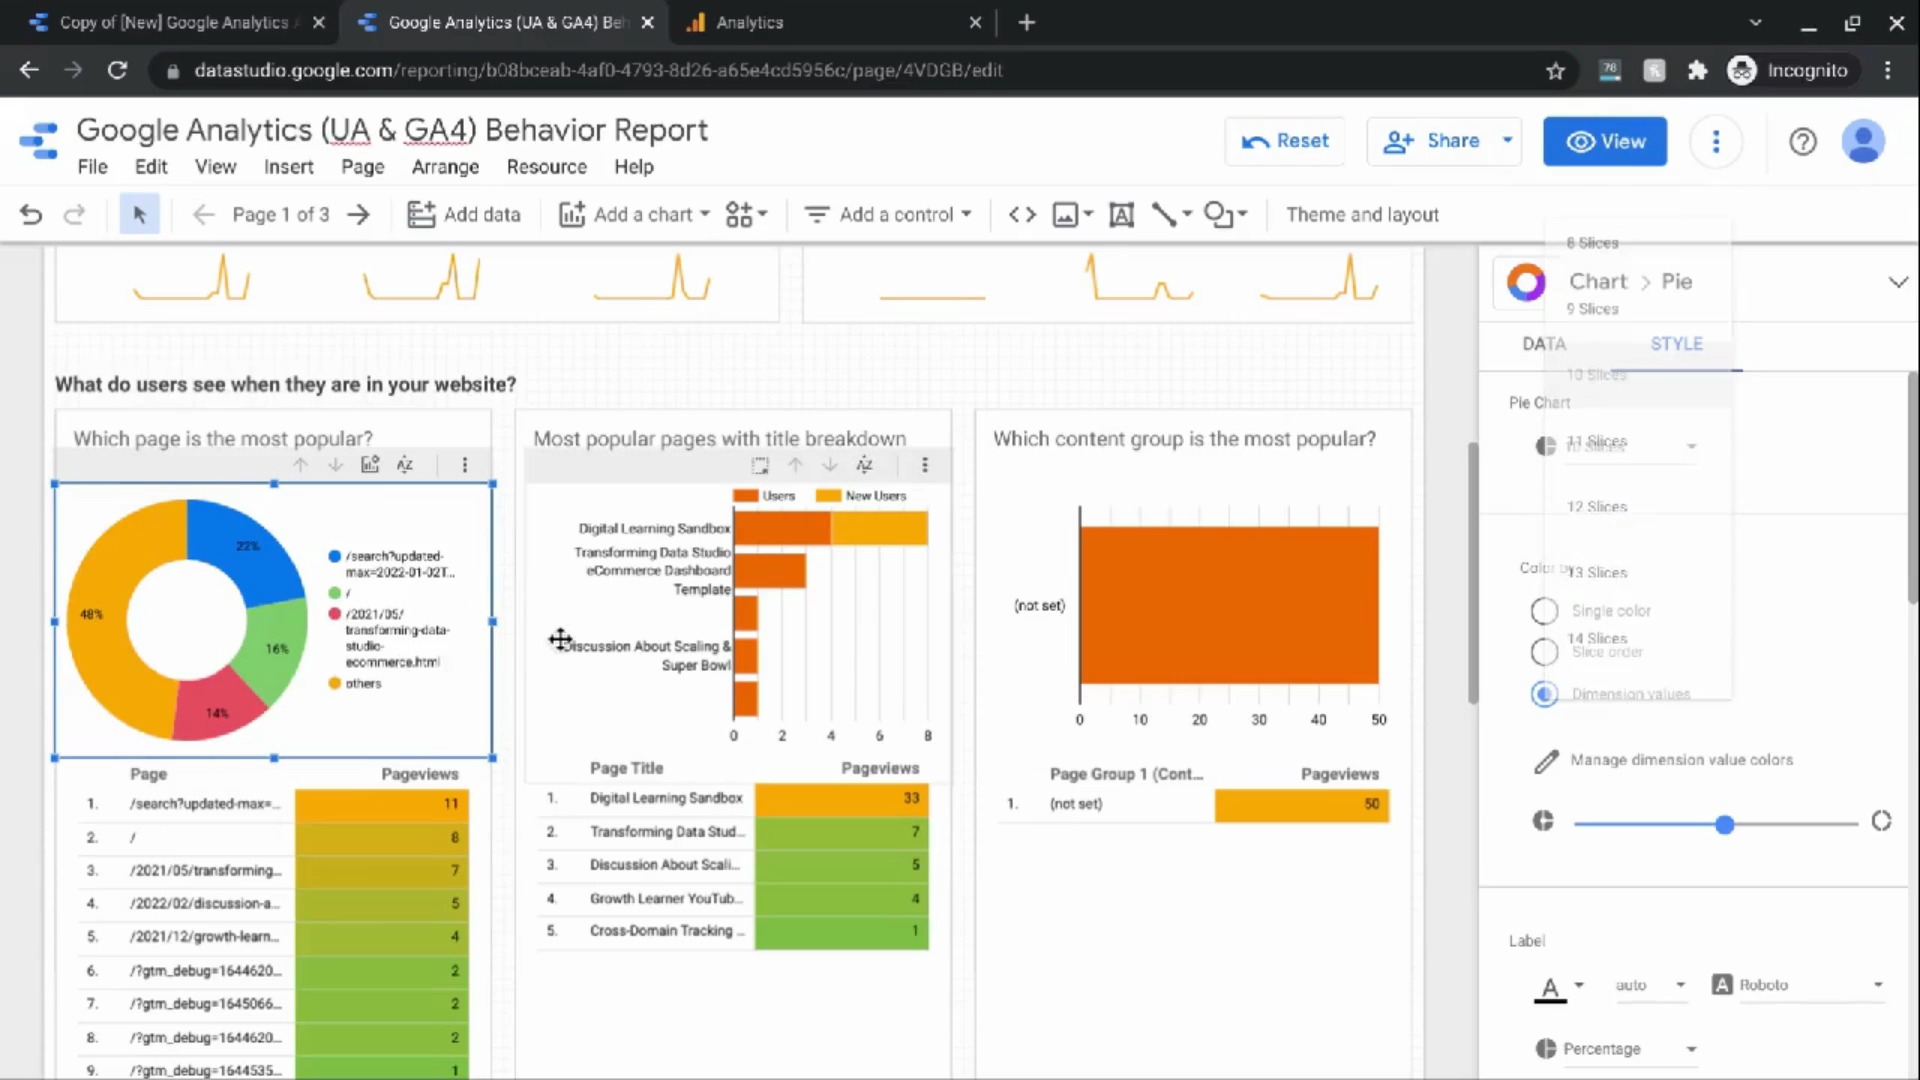 Copy of [New] Google Analytics
Google Analytics (UA & GA4) Beh
Analytics
datastudio.google.com/reporting/b08bceab-4af0-4793-8d26-a65e4cd5956c/page/4VDGB/edit
78
Incognito
Google Analytics (UA & GA4) Behavior Report
Reset
Share
View
File Edit View Insert Page Arrange Resource Help
Page 1 of 3
Add data
Add a chart
Add a control
Theme and layout
What do users see when they are in your website?
Which page is the most popular?
22%
16%
14%
48%
/search?updated-
max=2022-01-02T...
/
/2021/05/
transforming-data-
studio-
ecommerce.html
others
Page Pageviews
1. /search?updated-max=... 11
2. / 8
3. /2021/05/transforming... 7
4. /2022/02/discussion-a... 5
5. /2021/12/growth-learn... 4
6. /?gtm_debug=1644620... 2
7. /?gtm_debug=1645066... 2
8. /?gtm_debug=1644620... 2
9. /?gtm_debug=1644535... 1
Most popular pages with title breakdown
Users New Users
Digital Learning Sandbox
Transforming Data Studio
eCommerce Dashboard
Template
Discussion About Scaling &
Super Bowl
0 2 4 6 8
Page Title Pageviews
1. Digital Learning Sandbox 33
2. Transforming Data Stud... 7
3. Discussion About Scali... 5
4. Growth Learner YouTub... 4
5. Cross-Domain Tracking ... 1
Which content group is the most popular?
(not set)
0 10 20 30 40 50
Page Group 1 (Cont... Pageviews
1. (not set) 50
8 Slices
Chart > Pie
9 Slices
DATA STYLE
10 Slices
Pie Chart
11 Slices
10 Slices
12 Slices
Color by
13 Slices
Single color
14 Slices
Slice order
Dimension values
Manage dimension value colors
Label
A auto Roboto
Percentage